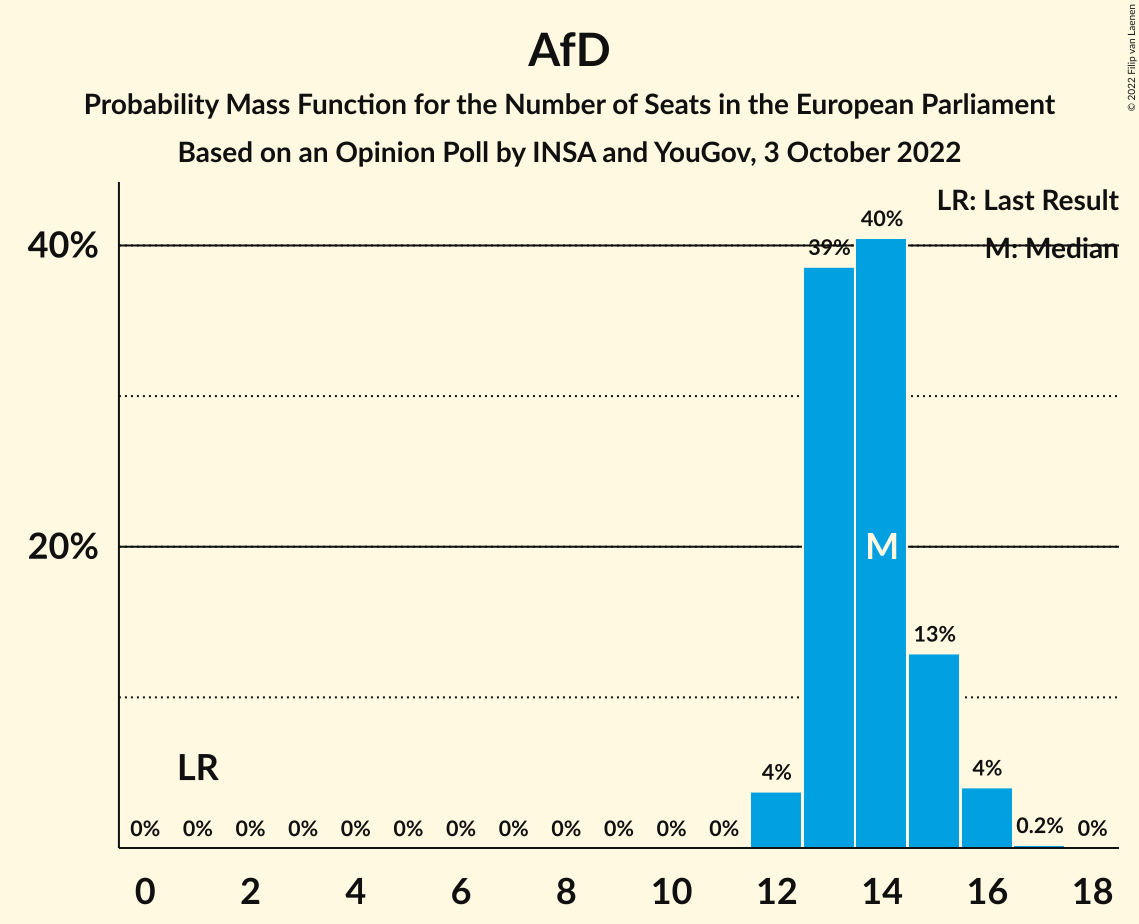 AfD
Probability Mass Function for the Number of Seats in the European Parliament
Based on an Opinion Poll by INSA and YouGov, 3 October 2022
© 2022 Filip van Laenen
LR: Last Result
M: Median
40%
20%
39%
40%
M
13%
LR
4%
4%
0% 0% 0% 0% 0% 0% 0% 0% 0% 0% 0% 0% 0.2% 0%
0 2 4 6 8 10 12 14 16 18